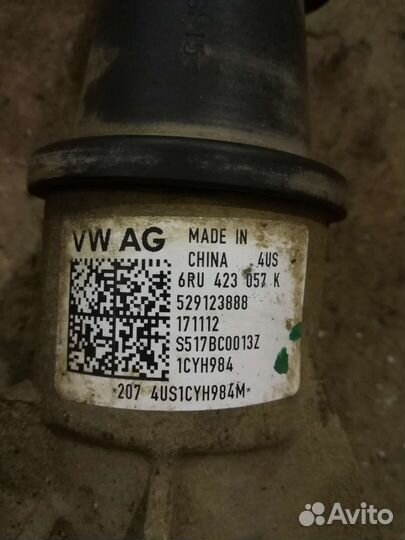 VW AG MADE IN
CHINA 4US
6RU 423 057 K
529123888
171112
S517BC0013Z
1CYH984
*207 4US1CYH984M*
Avito